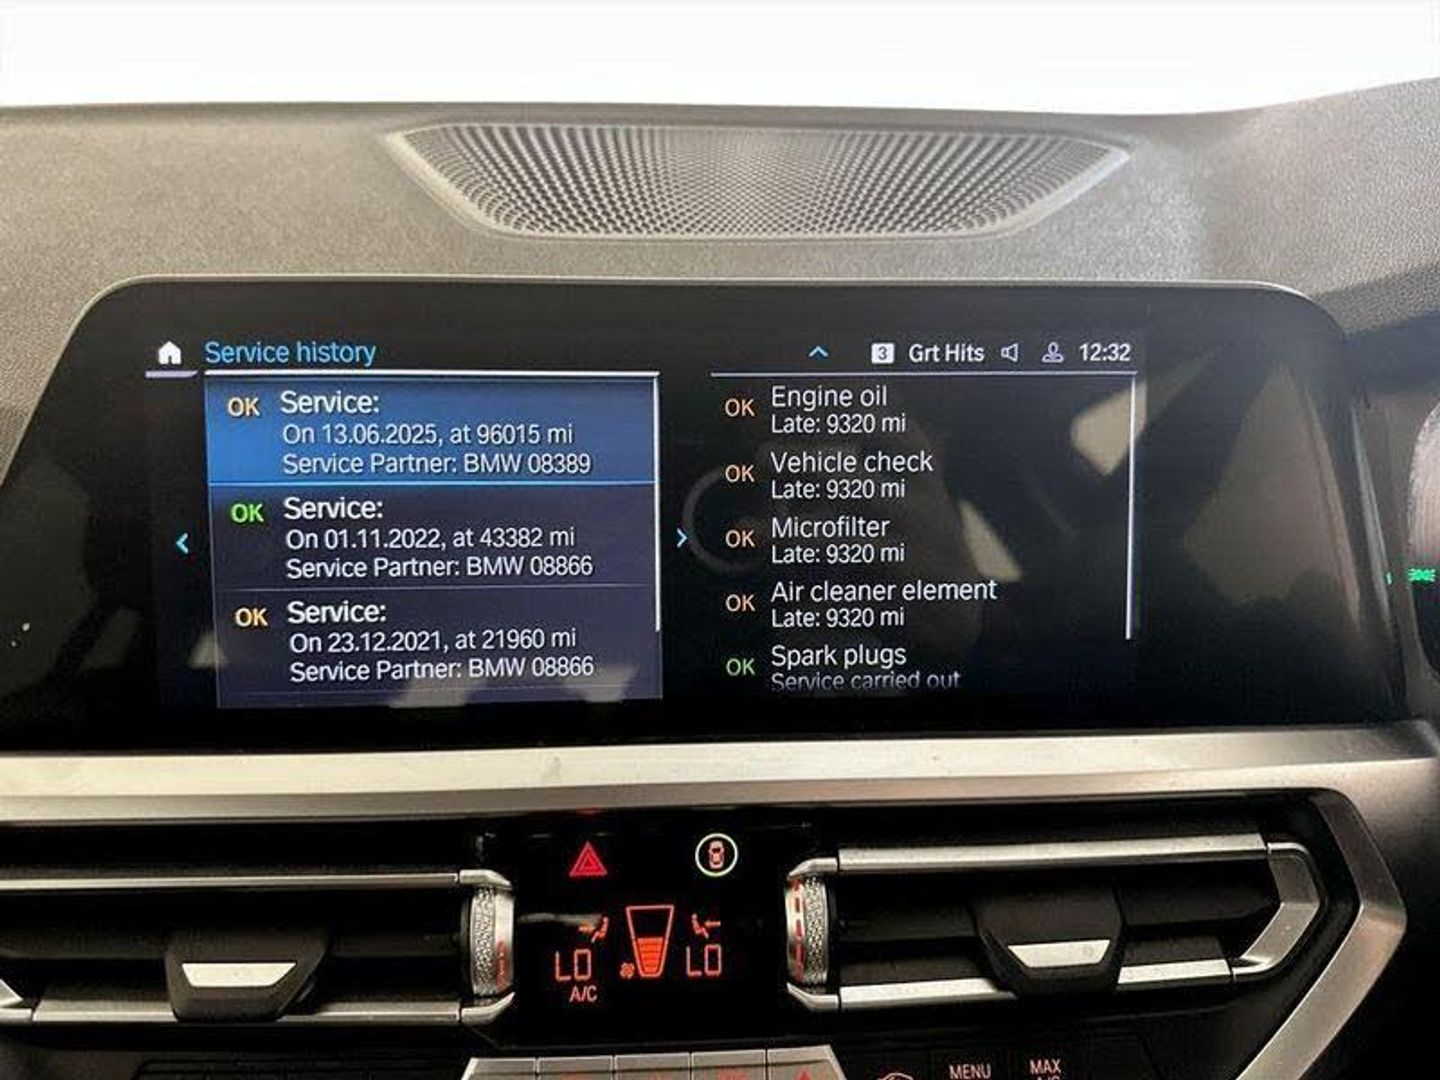 Service history
3 Grt Hits 12:32
OK Service:
On 13.06.2025, at 96015 mi
Service Partner: BMW 08389
OK Service:
On 01.11.2022, at 43382 mi
Service Partner: BMW 08866
OK Service:
On 23.12.2021, at 21960 mi
Service Partner: BMW 08866
OK Engine oil
Late: 9320 mi
OK Vehicle check
Late: 9320 mi
OK Microfilter
Late: 9320 mi
OK Air cleaner element
Late: 9320 mi
OK Spark plugs
Service carried out
LO LO
A/C
MENU MAX